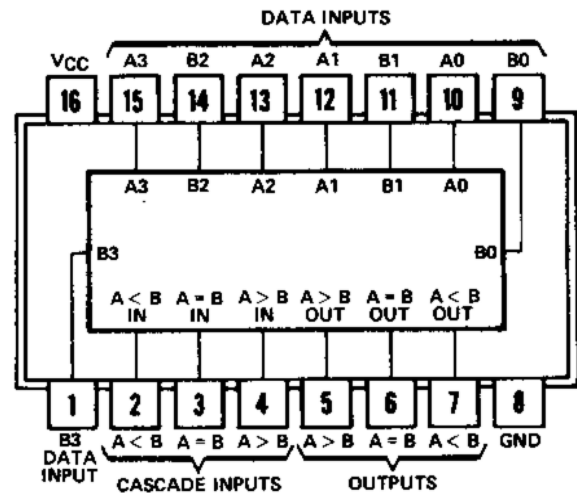 DATA INPUTS
VCC A3 B2 A2 A1 B1 A0 B0
16 15 14 13 12 11 10 9
A3 B2 A2 A1 B1 A0
B3 B0
A < B A = B A > B A > B A = B A < B
IN IN IN OUT OUT OUT
1 2 3 4 5 6 7 8
B3 A < B A = B A > B A > B A = B A < B GND
DATA
INPUT
CASCADE INPUTS OUTPUTS